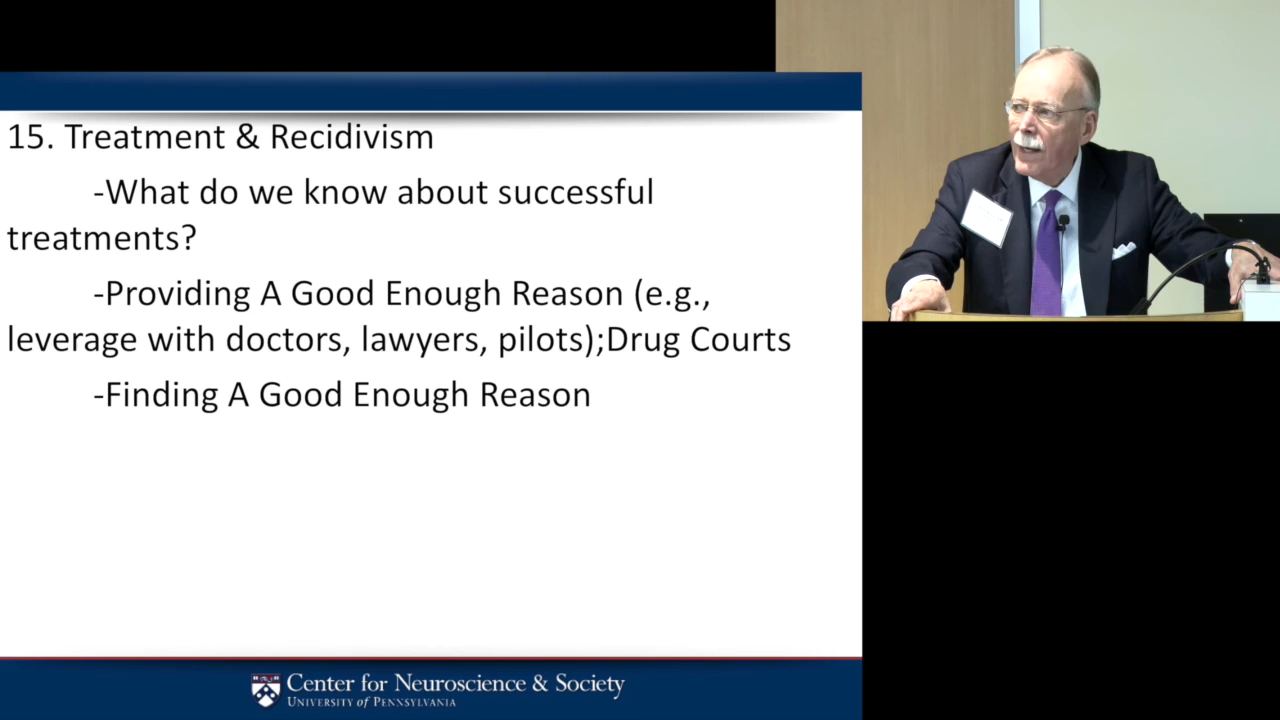 15. Treatment & Recidivism
-What do we know about successful
treatments?
-Providing A Good Enough Reason (e.g.,
leverage with doctors, lawyers, pilots);Drug Courts
-Finding A Good Enough Reason
Center for Neuroscience & Society
UNIVERSITY of PENNSYLVANIA